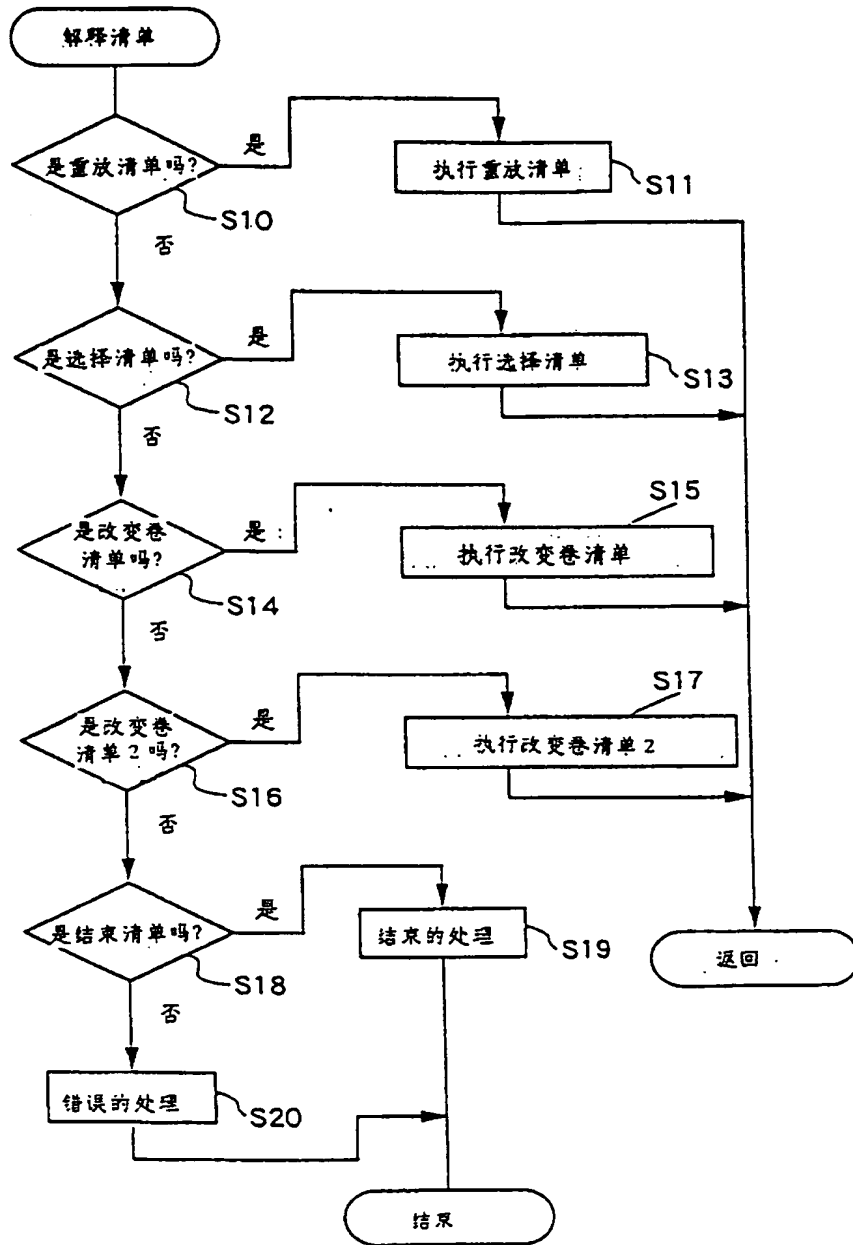 解释清单
是重放清单吗?
是
执行重放清单
S11
S10
否
是选择清单吗?
是
执行选择清单
S13
S12
否
S15
是改变卷
清单吗?
是
执行改变卷清单
S14
否
S17
是改变卷
清单2吗?
是
执行改变卷清单2
S16
否
是结束清单吗?
是
结束的处理
S19
返回
S18
否
错误的处理
S20
结束